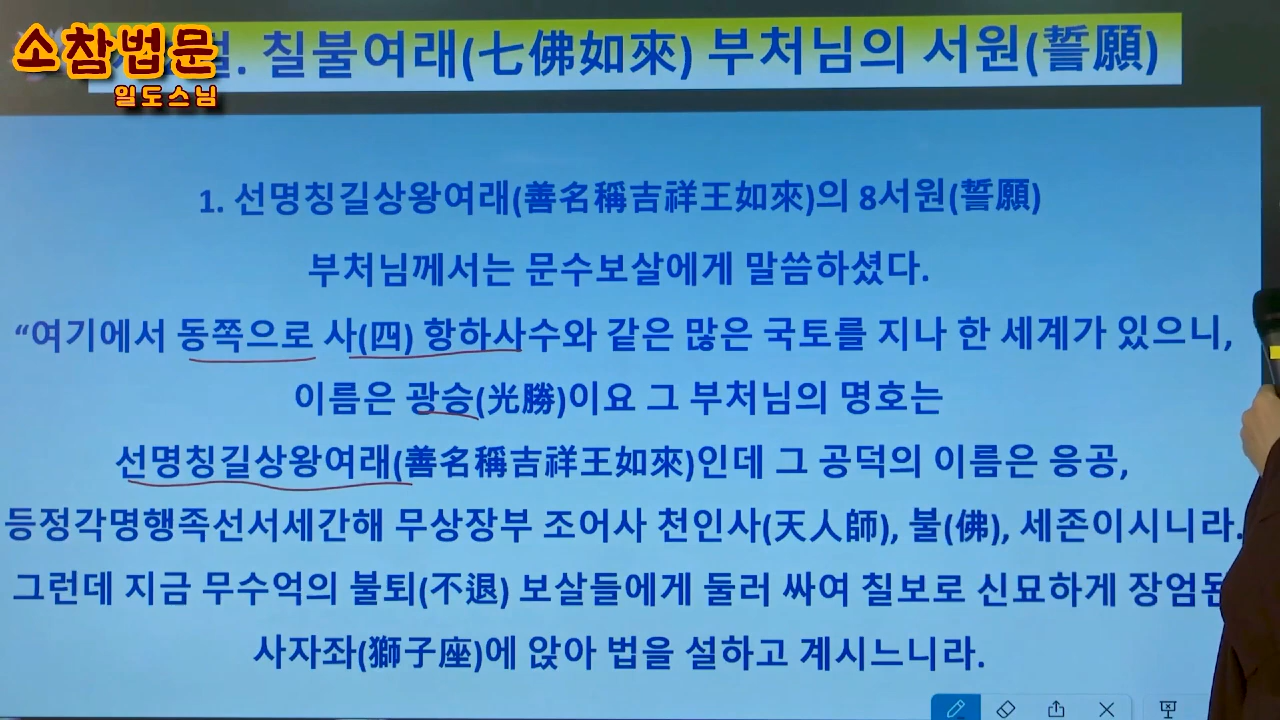 소참법문
일도스님
절. 칠불여래(七佛如來) 부처님의 서원(誓願)
1. 선명칭길상왕여래(善名稱吉祥王如來)의 8서원(誓願)
부처님께서는 문수보살에게 말씀하셨다.
“여기에서 동쪽으로 사(四) 항하사수와 같은 많은 국토를 지나 한 세계가 있으니,
이름은 광승(光勝)이요 그 부처님의 명호는
선명칭길상왕여래(善名稱吉祥王如來)인데 그 공덕의 이름은 응공,
등정각명행족선서세간해 무상장부 조어사 천인사(天人師), 불(佛), 세존이시니라.
그런데 지금 무수억의 불퇴(不退) 보살들에게 둘러 싸여 칠보로 신묘하게 장엄된
사자좌(獅子座)에 앉아 법을 설하고 계시느니라.